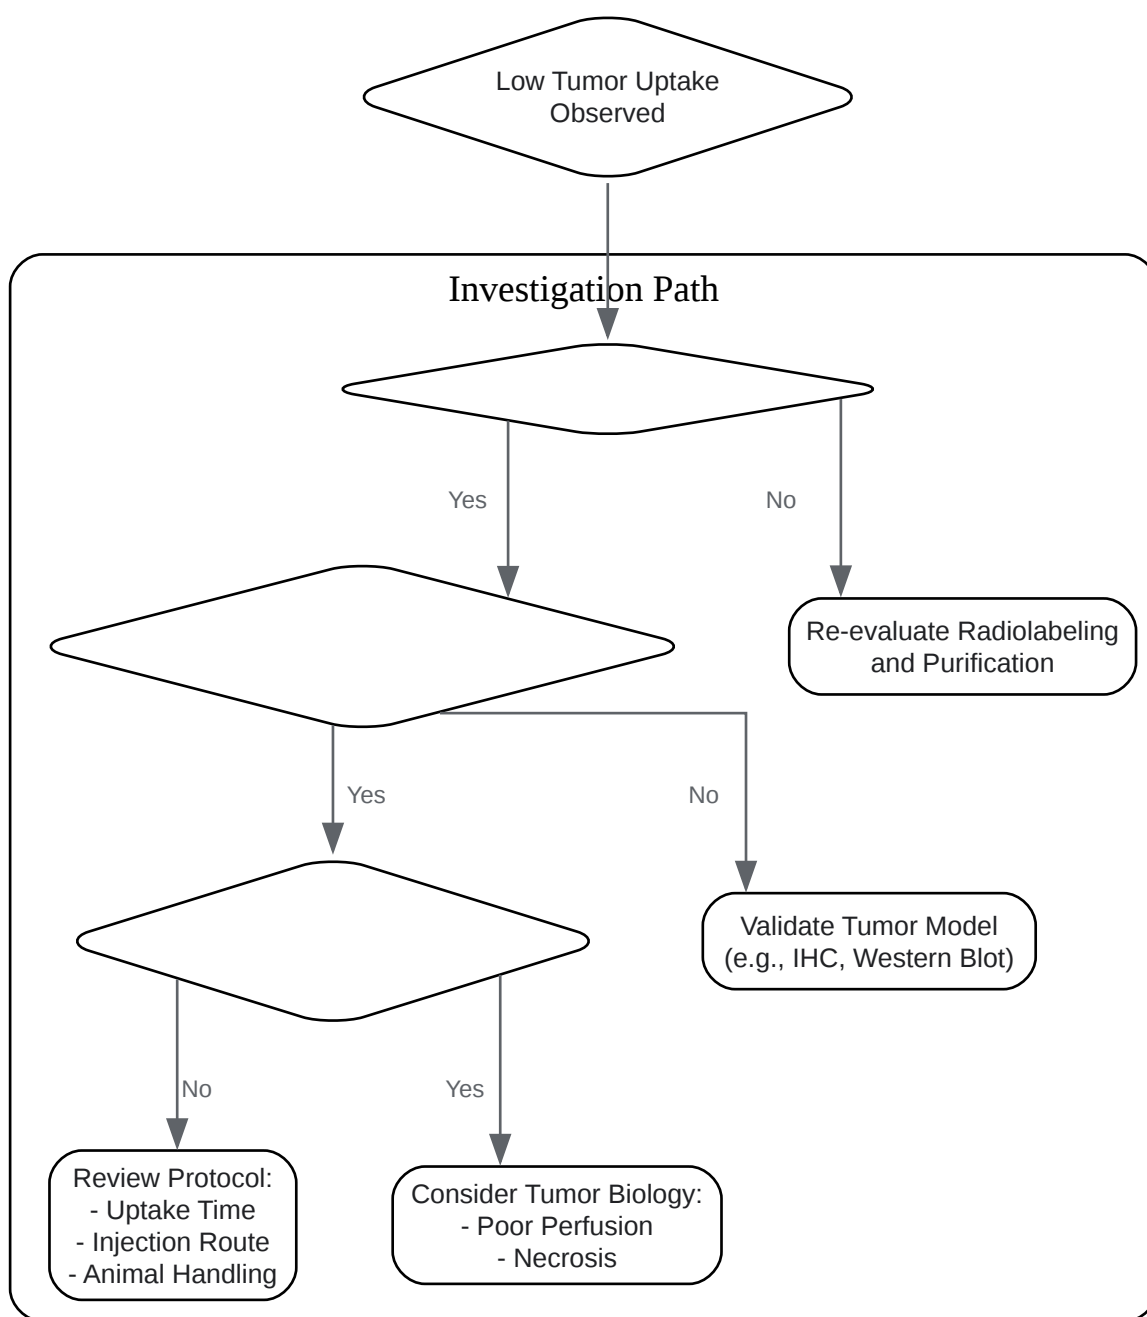 Low Tumor Uptake
Observed
Investigation Path
Yes
No
Re-evaluate Radiolabeling
and Purification
Yes
No
Validate Tumor Model
(e.g., IHC, Western Blot)
No
Yes
Review Protocol:
- Uptake Time
- Injection Route
- Animal Handling
Consider Tumor Biology:
- Poor Perfusion
- Necrosis